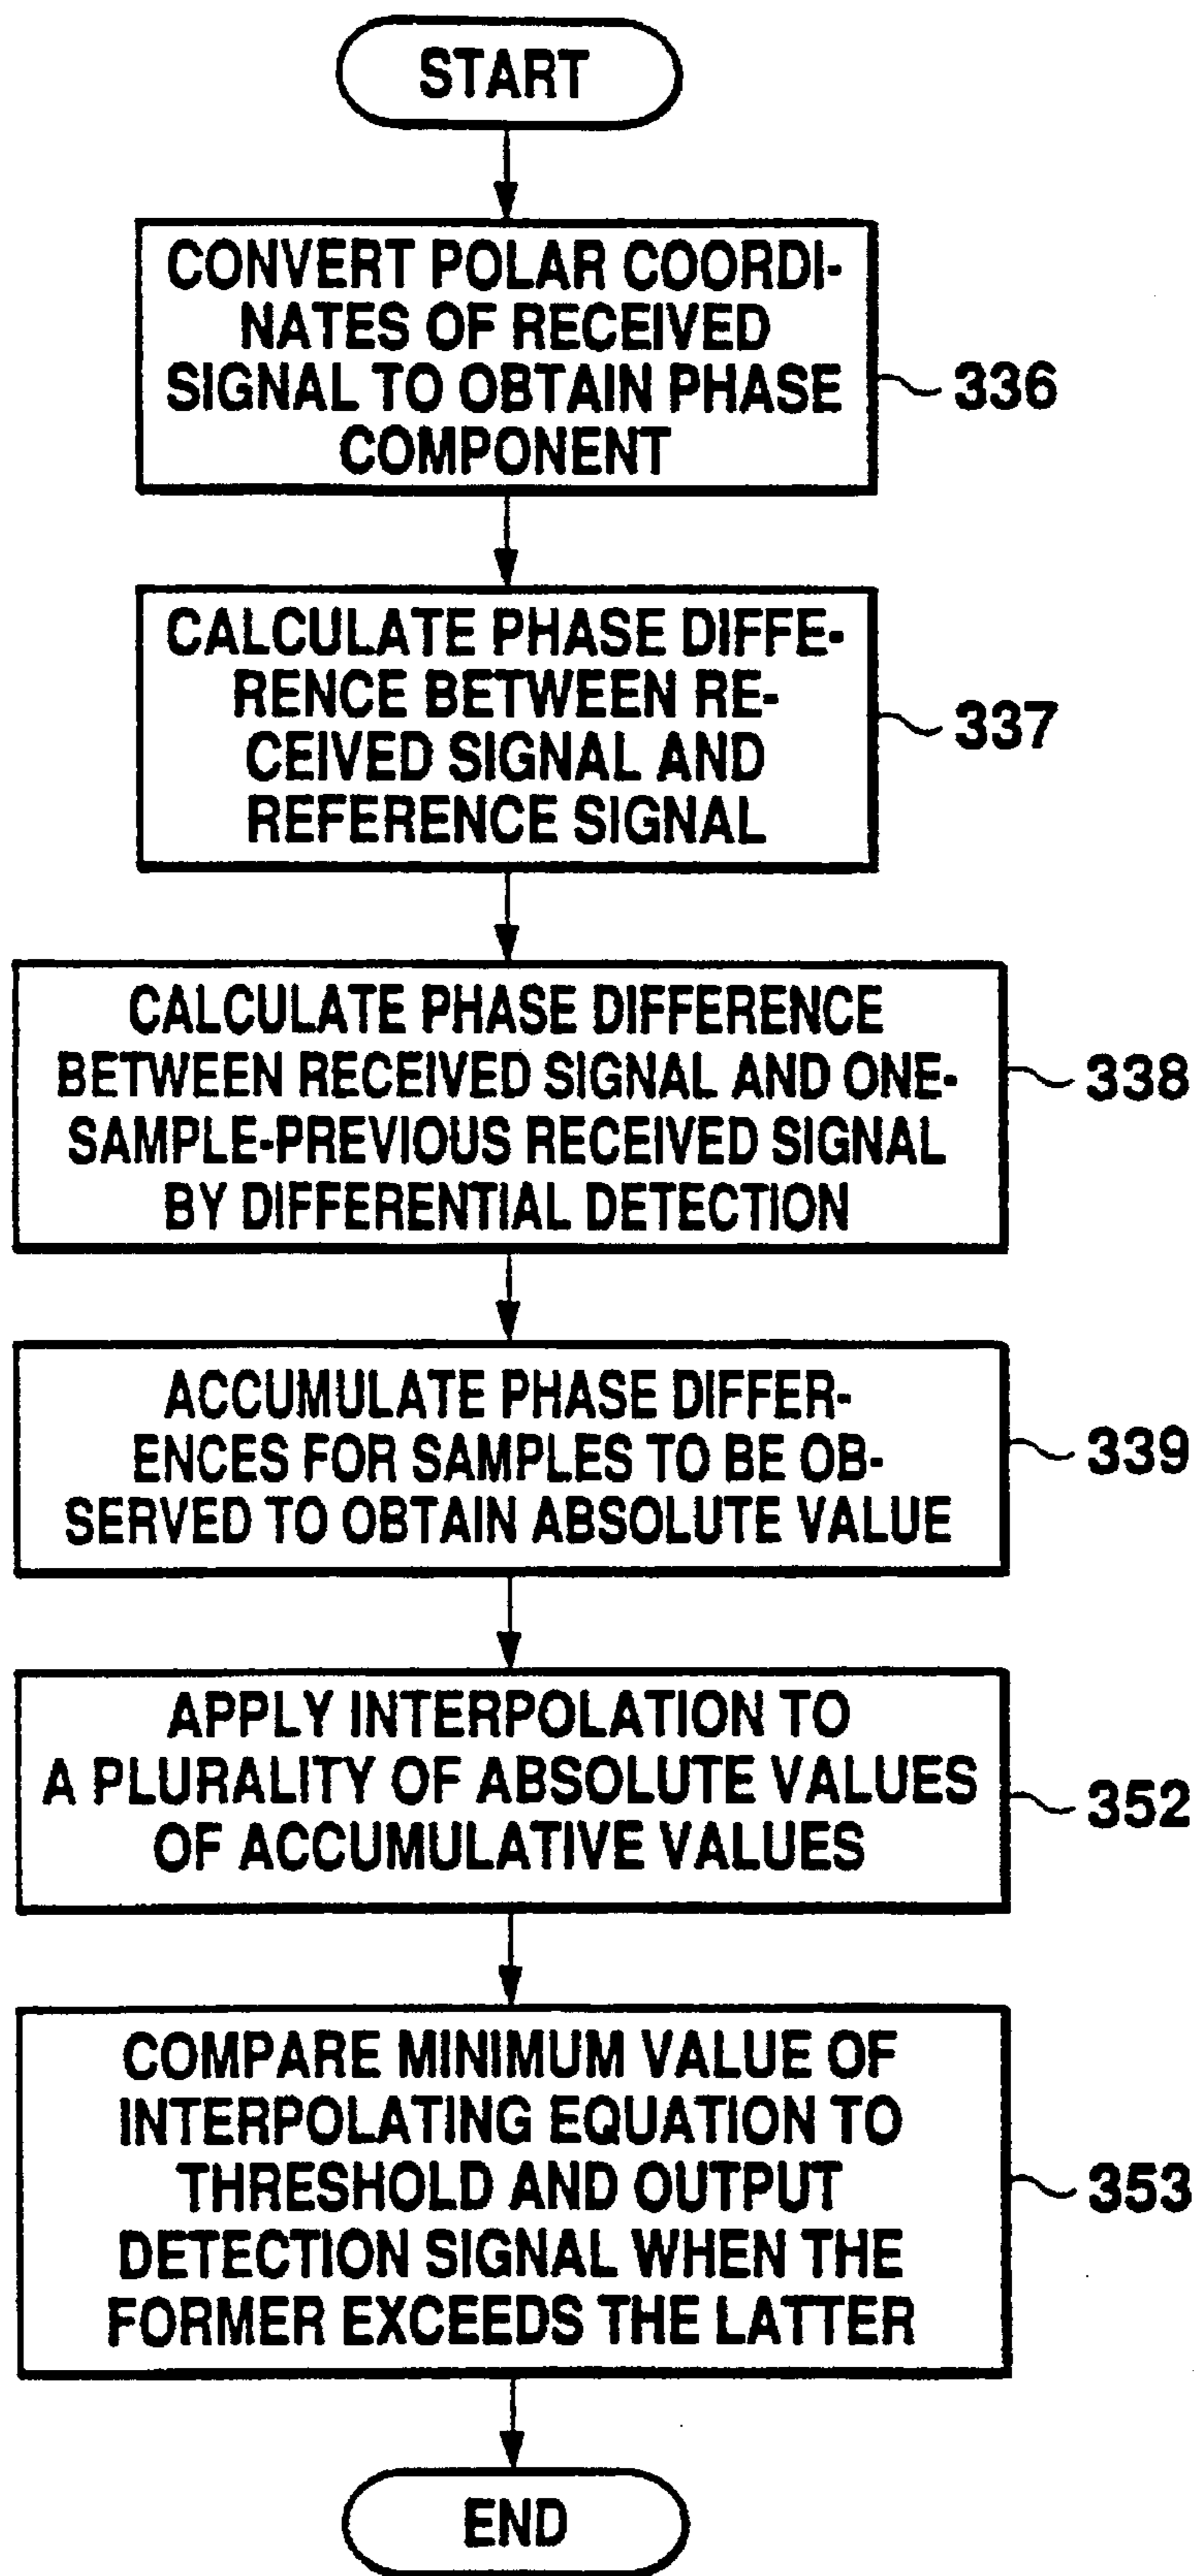 START
CONVERT POLAR COORDI-
NATES OF RECEIVED
SIGNAL TO OBTAIN PHASE
COMPONENT
336
CALCULATE PHASE DIFFE-
RENCE BETWEEN RE-
CEIVED SIGNAL AND
REFERENCE SIGNAL
337
CALCULATE PHASE DIFFERENCE
BETWEEN RECEIVED SIGNAL AND ONE-
SAMPLE-PREVIOUS RECEIVED SIGNAL
BY DIFFERENTIAL DETECTION
338
ACCUMULATE PHASE DIFFER-
ENCES FOR SAMPLES TO BE OB-
SERVED TO OBTAIN ABSOLUTE VALUE
339
APPLY INTERPOLATION TO
A PLURALITY OF ABSOLUTE VALUES
OF ACCUMULATIVE VALUES
352
COMPARE MINIMUM VALUE OF
INTERPOLATING EQUATION TO
THRESHOLD AND OUTPUT
DETECTION SIGNAL WHEN THE
FORMER EXCEEDS THE LATTER
353
END